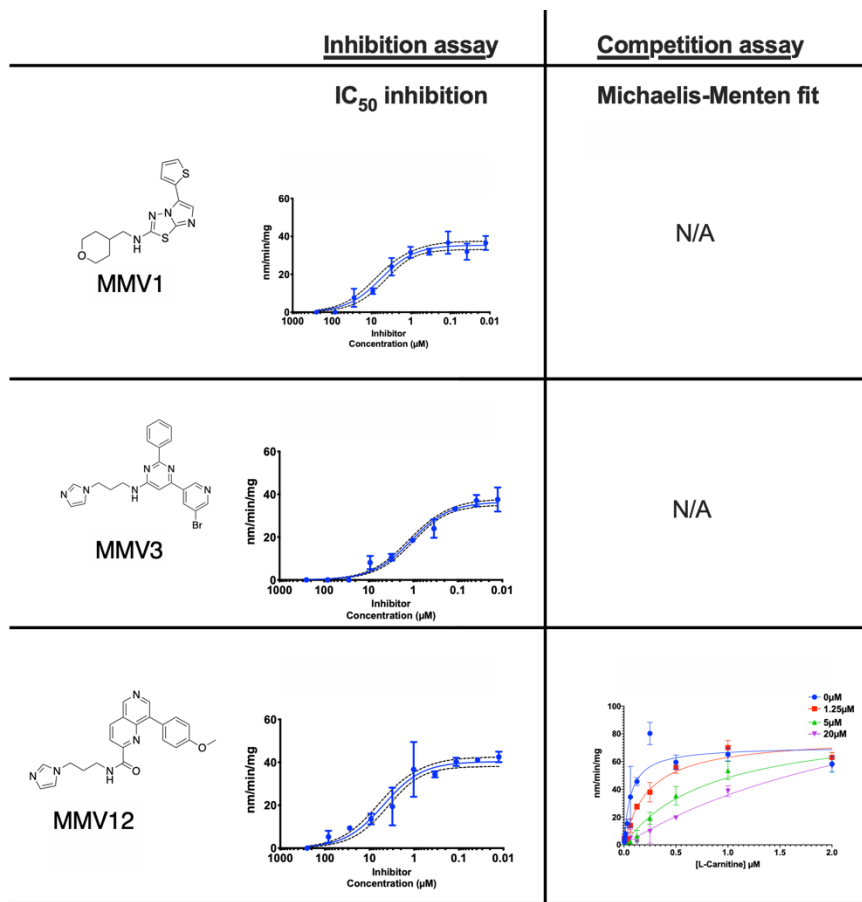 Inhibition assay
Competition assay
IC50 inhibition
Michaelis-Menten fit
S
N
N
N
N
H
S
O
MMV1
nm/min/mg
60
40
20
0
1000 100 10 1 0.1 0.01
Inhibitor
Concentration (µM)
N/A
N
N
N
H
N
N
N
Br
MMV3
nm/min/mg
60
40
20
0
1000 100 10 1 0.1 0.01
Inhibitor
Concentration (µM)
N/A
N
N
O
N
N
N
H
O
MMV12
nm/min/mg
60
40
20
0
1000 100 10 1 0.1 0.01
Inhibitor
Concentration (µM)
0µM
1.25µM
5µM
20µM
nm/min/mg
100
80
60
40
20
0
0.0 0.5 1.0 1.5 2.0
[L-Carnitine] µM